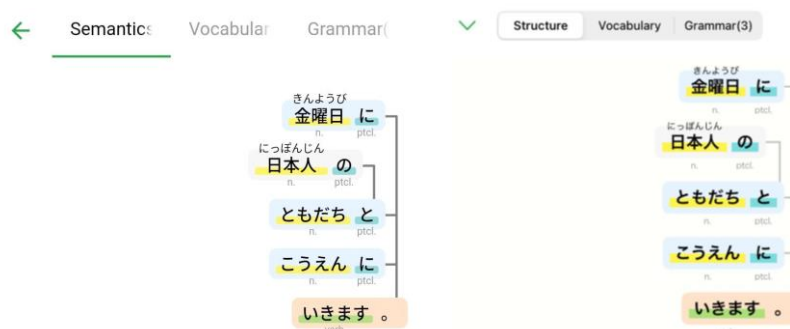 Semantics Vocabular Grammar(
きんようび
金曜日 に
n. ptcl.
にっぽんじん
日本人 の
n. ptcl.
ともだち と
n. ptcl.
こうえん に
n. ptcl.
いきます 。
Structure Vocabulary Grammar(3)
きんようび
金曜日 に
n. ptcl.
にっぽんじん
日本人 の
n. ptcl.
ともだち と
n. ptcl.
こうえん に
n. ptcl.
いきます 。